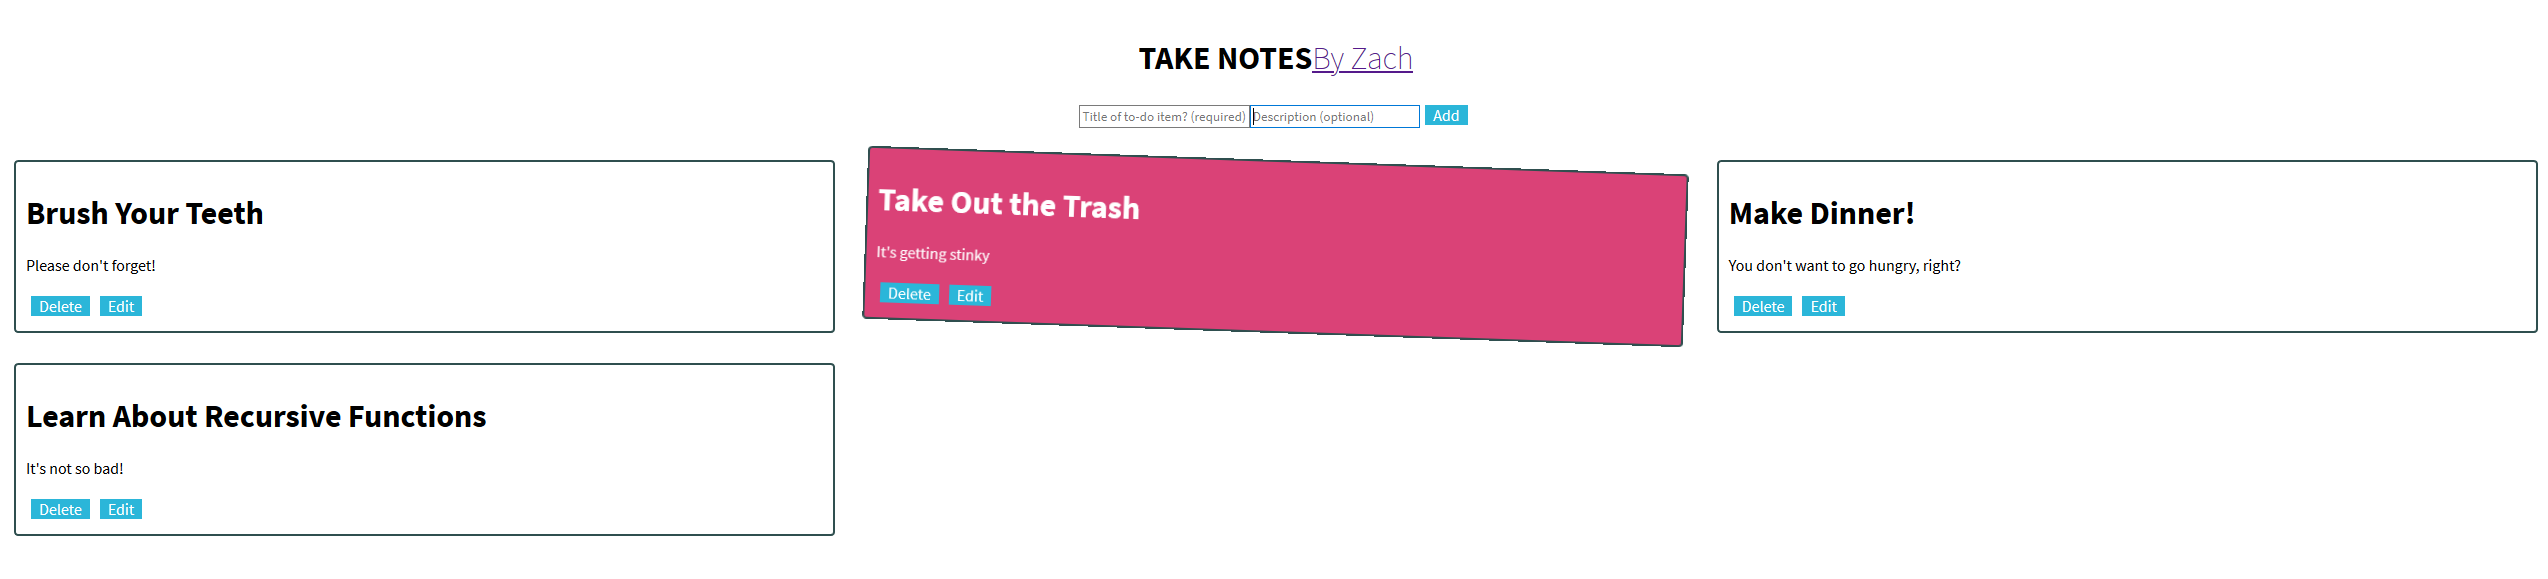 TAKE NOTESBy Zach
Title of to-do item? (required) Description (optional) Add
Brush Your Teeth
Please don't forget!
Delete Edit
Take Out the Trash
It's getting stinky
Delete Edit
Make Dinner!
You don't want to go hungry, right?
Delete Edit
Learn About Recursive Functions
It's not so bad!
Delete Edit